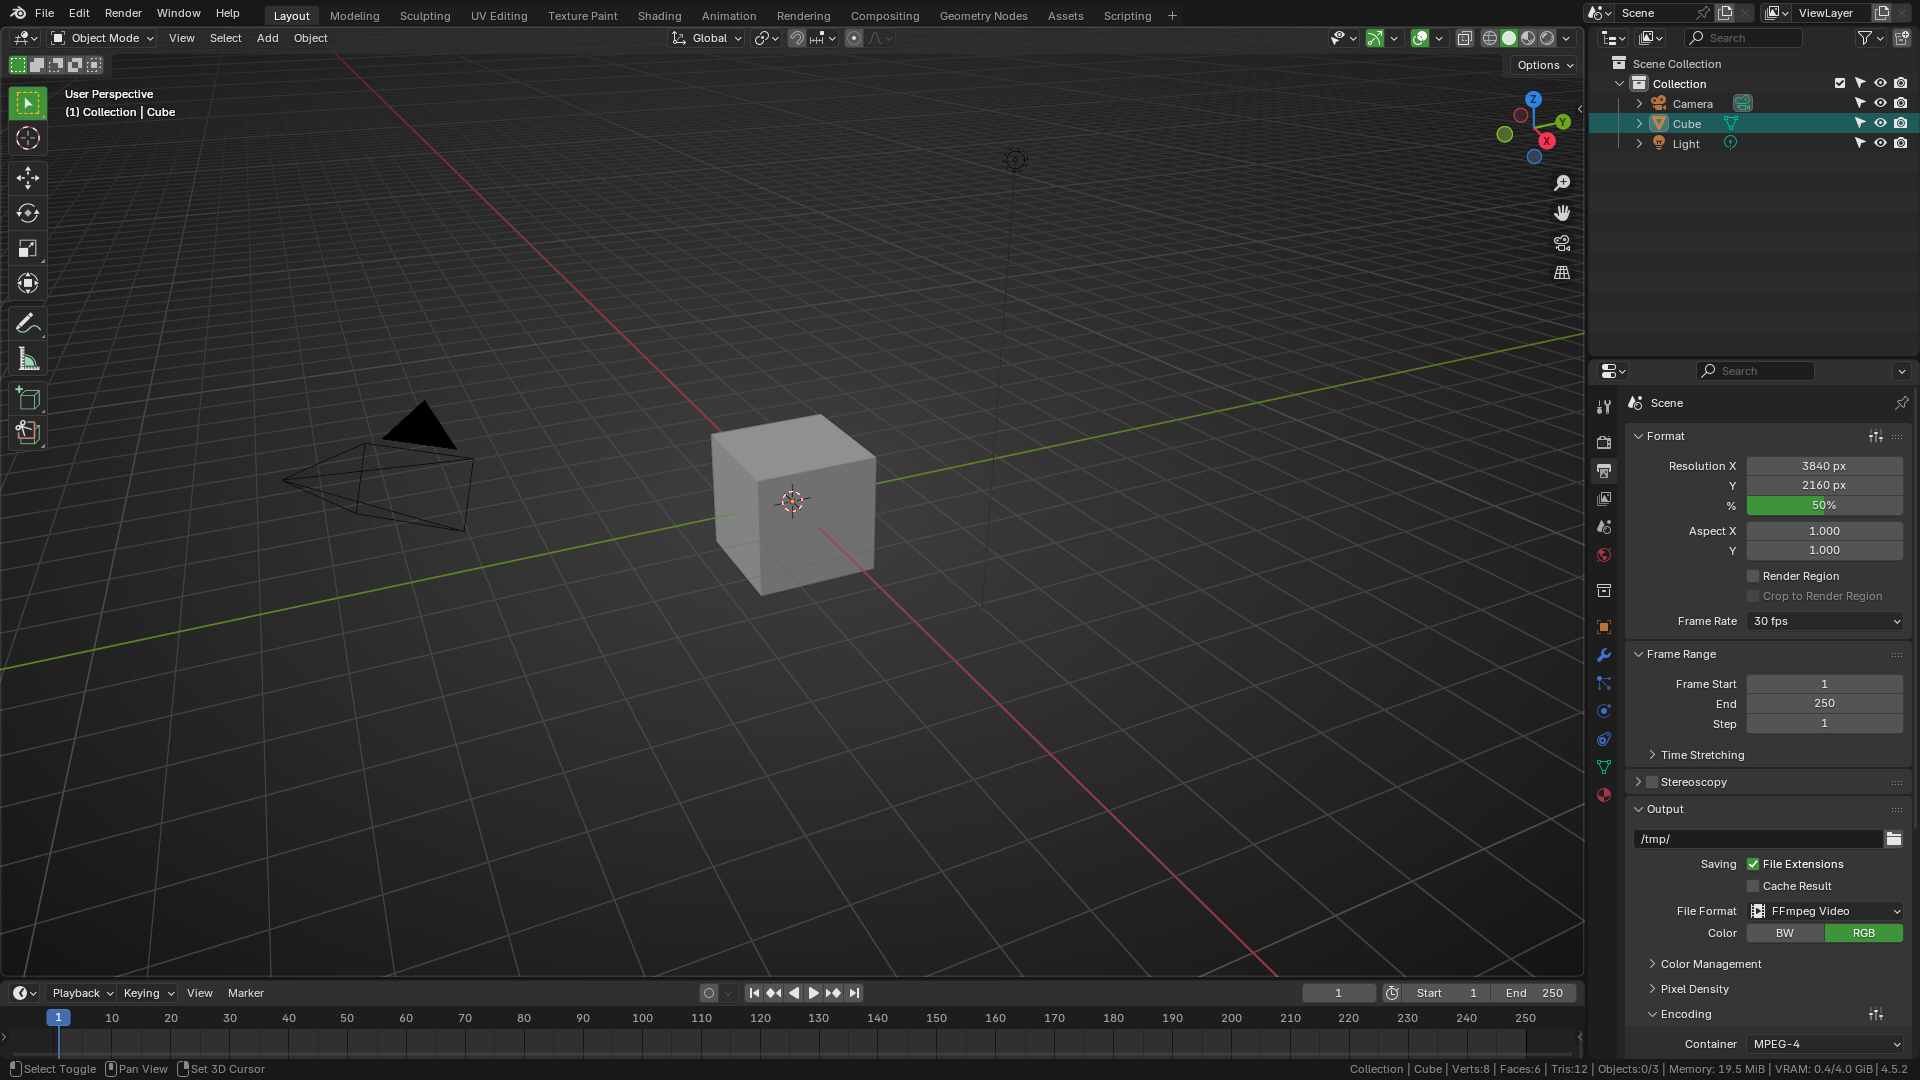 File Edit Render Window Help Layout Modeling Sculpting UV Editing Texture Paint Shading Animation Rendering Compositing Geometry Nodes Assets Scripting + Scene ViewLayer
Object Mode View Select Add Object Global Search
Options
User Perspective
(1) Collection | Cube
Z
Y
X
Scene Collection
Collection
Camera
Cube
Light
Search
Scene
Format
Resolution X 3840 px
Y 2160 px
% 50%
Aspect X 1.000
Y 1.000
Render Region
Crop to Render Region
Frame Rate 30 fps
Frame Range
Frame Start 1
End 250
Step 1
Time Stretching
Stereoscopy
Output
/tmp/
Saving File Extensions
Cache Result
File Format FFmpeg Video
Color BW RGB
Color Management
Pixel Density
Encoding
Container MPEG-4
Playback Keying View Marker 1 Start 1 End 250
1 10 20 30 40 50 60 70 80 90 100 110 120 130 140 150 160 170 180 190 200 210 220 230 240 250
Select Toggle Pan View Set 3D Cursor Collection | Cube | Verts:8 | Faces:6 | Tris:12 | Objects:0/3 | Memory: 19.5 MiB | VRAM: 0.4/4.0 GiB | 4.5.2